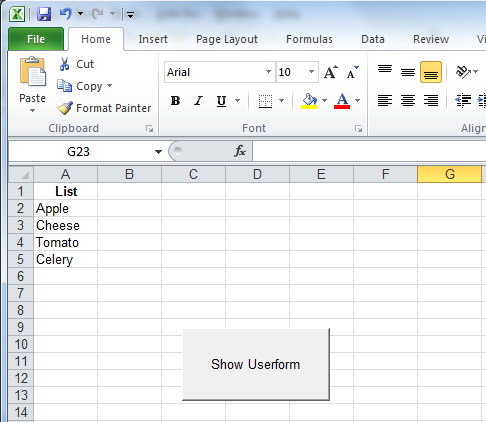 File Home Insert Page Layout Formulas Data Review Vi
Cut
Copy
Format Painter
Paste
Clipboard
Arial 10 A A
B I U A
Font
Align
G23 fx
A B C D E F G
1 List
2 Apple
3 Cheese
4 Tomato
5 Celery
6
7
8
9
10
11
12
13
14
Show Userform